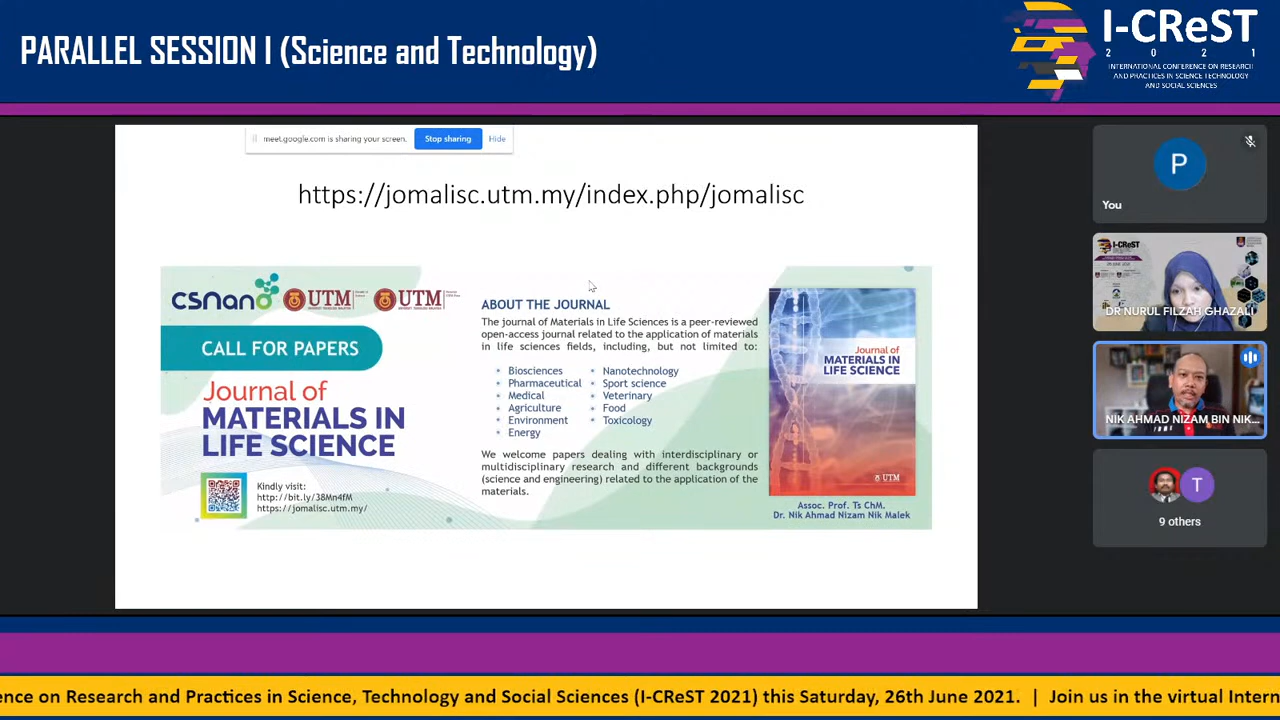 PARALLEL SESSION I (Science and Technology)
I-CReST
2 0 2 1
INTERNATIONAL CONFERENCE ON RESEARCH
AND PRACTICES IN SCIENCE TECHNOLOGY
AND SOCIAL SCIENCES
meet.google.com is sharing your screen.
Stop sharing
Hide
https://jomalisc.utm.my/index.php/jomalisc
CSNano
UTM
UTM
CALL FOR PAPERS
Journal of
MATERIALS IN
LIFE SCIENCE
Kindly visit:
http://bit.ly/38Mn4fM
https://jomalisc.utm.my/
ABOUT THE JOURNAL
The journal of Materials in Life Sciences is a peer-reviewed
open-access journal related to the application of materials
in life sciences fields, including, but not limited to:
Biosciences
Pharmaceutical
Medical
Agriculture
Environment
Energy
Nanotechnology
Sport science
Veterinary
Food
Toxicology
We welcome papers dealing with interdisciplinary or
multidisciplinary research and different backgrounds
(science and engineering) related to the application of the
materials.
Journal of
MATERIALS IN
LIFE SCIENCE
UTM
Assoc. Prof. Ts ChM.
Dr. Nik Ahmad Nizam Nik Malek
P
You
I-CReST
DR NURUL FILZAH GHAZALI
NIK AHMAD NIZAM BIN NIK...
T
9 others
ence on Research and Practices in Science, Technology and Social Sciences (I-CReST 2021) this Saturday, 26th June 2021. | Join us in the virtual Intern